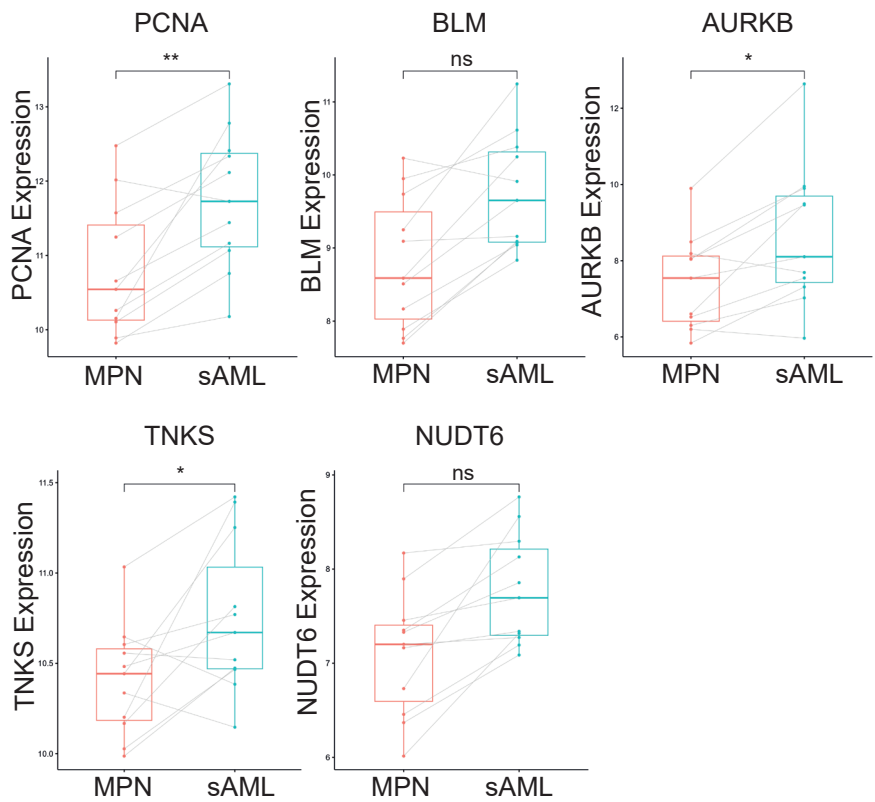 PCNA
BLM
AURKB
**
ns
*
PCNA Expression
13
12
11
10
BLM Expression
11
10
9
8
AURKB Expression
12
10
8
6
MPN
sAML
MPN
sAML
MPN
sAML
TNKS
NUDT6
*
ns
TNKS Expression
11.5
11.0
10.5
10.0
NUDT6 Expression
9
8
7
6
MPN
sAML
MPN
sAML